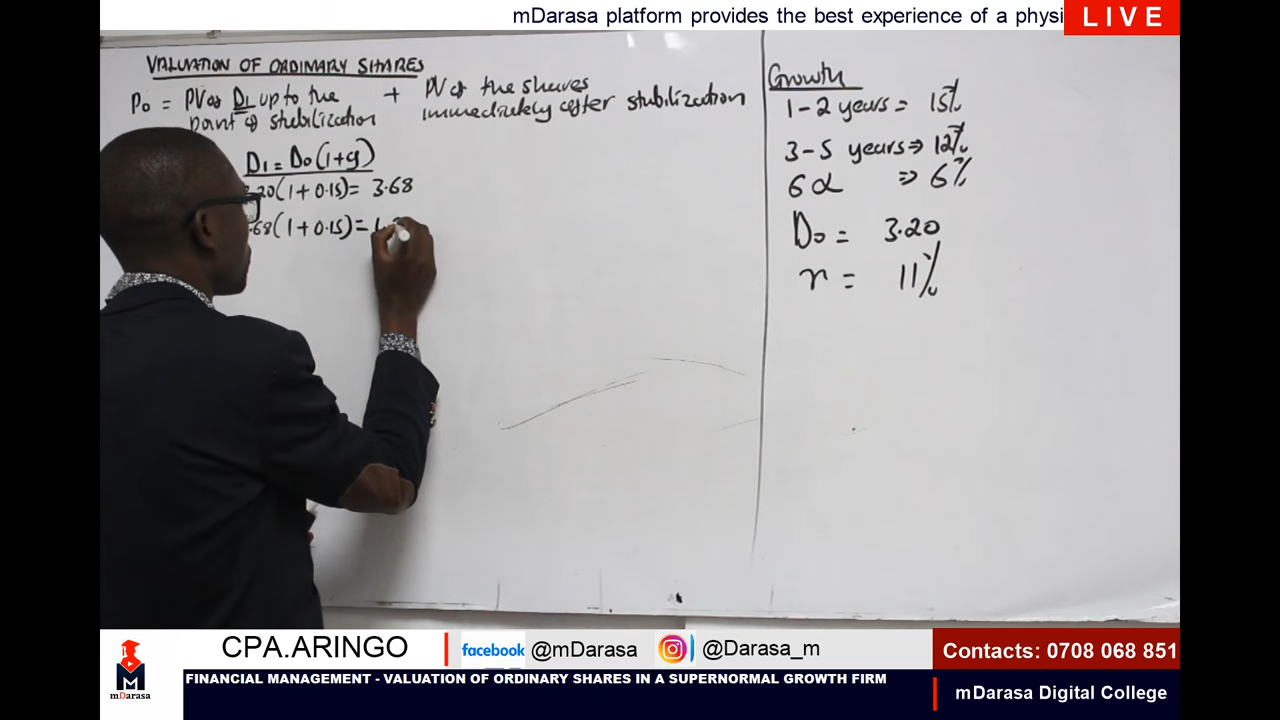 mDarasa platform provides the best experience of a physi
LIVE
VALUATION OF ORDINARY SHARES
P0 = PV of D1 up to the point of stabilization + PV of the shares immediately after stabilization
D1 = D0 (1+g)
3.20 (1+0.15) = 3.68
.68 (1+0.15) =
Growth
1-2 years = 15%
3-5 years ⇒ 12%
6 α ⇒ 6%
D0 = 3.20
r = 11%
CPA.ARINGO
facebook @mDarasa
@Darasa_m
Contacts: 0708 068 851
mDarasa
FINANCIAL MANAGEMENT - VALUATION OF ORDINARY SHARES IN A SUPERNORMAL GROWTH FIRM
mDarasa Digital College